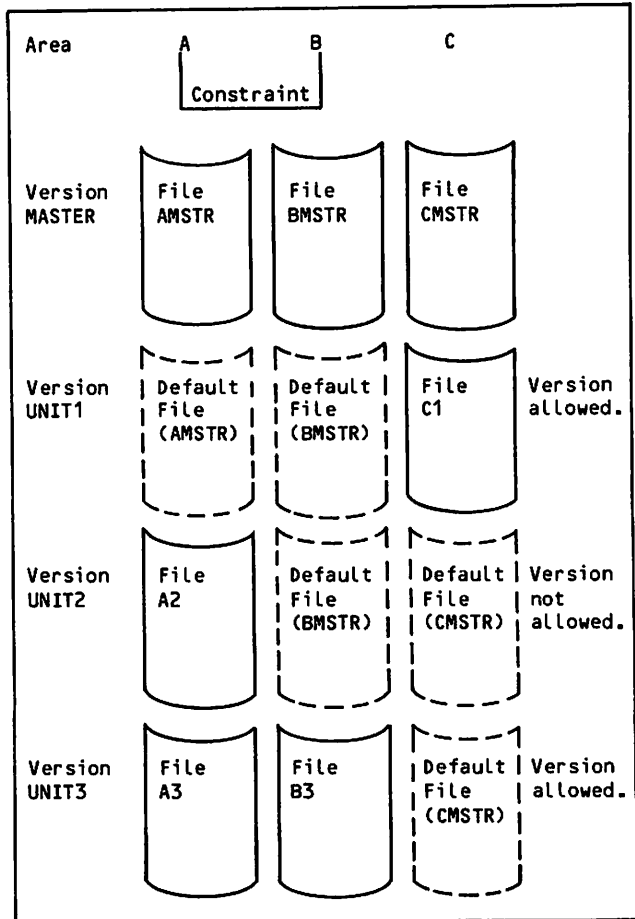 Area A B C
Constraint
Version MASTER File AMSTR File BMSTR File CMSTR
Version UNIT1 Default File (AMSTR) Default File (BMSTR) File C1 Version allowed.
Version UNIT2 File A2 Default File (BMSTR) Default File (CMSTR) Version not allowed.
Version UNIT3 File A3 File B3 Default File (CMSTR) Version allowed.